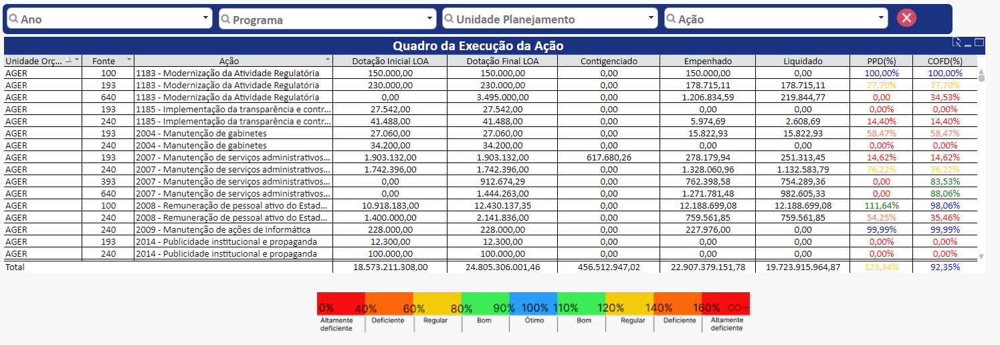 Ano Programa Unidade Planejamento Ação
Quadro da Execução da Ação
Unidade Orç... Fonte Ação Dotação Inicial LOA Dotação Final LOA Contigenciado Empenhado Liquidado PPD(%) COFD(%)
AGER 100 1183 - Modernização da Atividade Regulatória 150.000,00 150.000,00 0,00 150.000,00 0,00 100,00% 100,00%
AGER 193 1183 - Modernização da Atividade Regulatória 230.000,00 230.000,00 0,00 178.715,11 178.715,11 77,70% 77,70%
AGER 640 1183 - Modernização da Atividade Regulatória 0,00 3.495.000,00 0,00 1.206.834,59 219.844,77 0,00 34,53%
AGER 193 1185 - Implementação da transparência e contr... 27.542,00 27.542,00 0,00 0,00 0,00 0,00% 0,00%
AGER 240 1185 - Implementação da transparência e contr... 41.488,00 41.488,00 0,00 5.974,69 2.608,69 14,40% 14,40%
AGER 193 2004 - Manutenção de gabinetes 27.060,00 27.060,00 0,00 15.822,93 15.822,93 58,47% 58,47%
AGER 240 2004 - Manutenção de gabinetes 34.200,00 34.200,00 0,00 0,00 0,00 0,00% 0,00%
AGER 193 2007 - Manutenção de serviços administrativos... 1.903.132,00 1.903.132,00 617.680,26 278.179,94 251.313,45 14,62% 14,62%
AGER 240 2007 - Manutenção de serviços administrativos... 1.742.396,00 1.742.396,00 0,00 1.328.060,96 1.132.583,79 76,22% 76,22%
AGER 393 2007 - Manutenção de serviços administrativos... 0,00 912.674,29 0,00 762.398,58 754.289,36 0,00 83,53%
AGER 640 2007 - Manutenção de serviços administrativos... 0,00 1.444.263,00 0,00 1.271.781,48 982.605,33 0,00 88,06%
AGER 100 2008 - Remuneração de pessoal ativo do Estad... 10.918.183,00 12.430.137,35 0,00 12.188.699,08 12.188.699,08 111,64% 98,06%
AGER 240 2008 - Remuneração de pessoal ativo do Estad... 1.400.000,00 2.141.836,00 0,00 759.561,85 759.561,85 54,25% 35,46%
AGER 240 2009 - Manutenção de ações de informática 228.000,00 228.000,00 0,00 227.976,00 0,00 99,99% 99,99%
AGER 193 2014 - Publicidade institucional e propaganda 12.300,00 12.300,00 0,00 0,00 0,00 0,00% 0,00%
AGER 240 2014 - Publicidade institucional e propaganda 100.000,00 100.000,00 0,00 0,00 0,00 0,00% 0,00%
Total 18.573.211.308,00 24.805.306.001,46 456.512.947,02 22.907.379.151,78 19.723.915.964,87 123,34% 92,35%
0% 40% 60% 80% 90% 100% 110% 120% 140% 160% ∞+
Altamente deficiente Deficiente Regular Bom Ótimo Bom Regular Deficiente Altamente deficiente